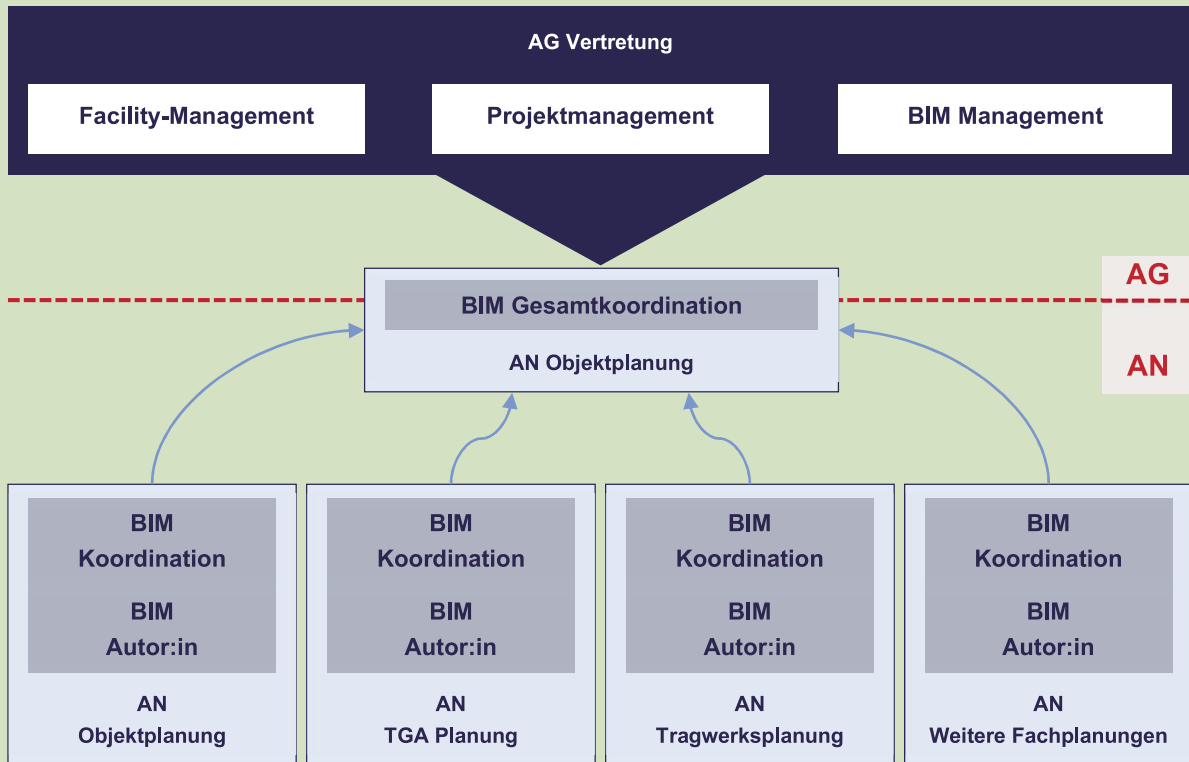 AG Vertretung
Facility-Management
Projektmanagement
BIM Management
AG
BIM Gesamtkoordination
AN Objektplanung
AN
BIM
Koordination
BIM
Autor:in
AN
Objektplanung
BIM
Koordination
BIM
Autor:in
AN
TGA Planung
BIM
Koordination
BIM
Autor:in
AN
Tragwerksplanung
BIM
Koordination
BIM
Autor:in
AN
Weitere Fachplanungen